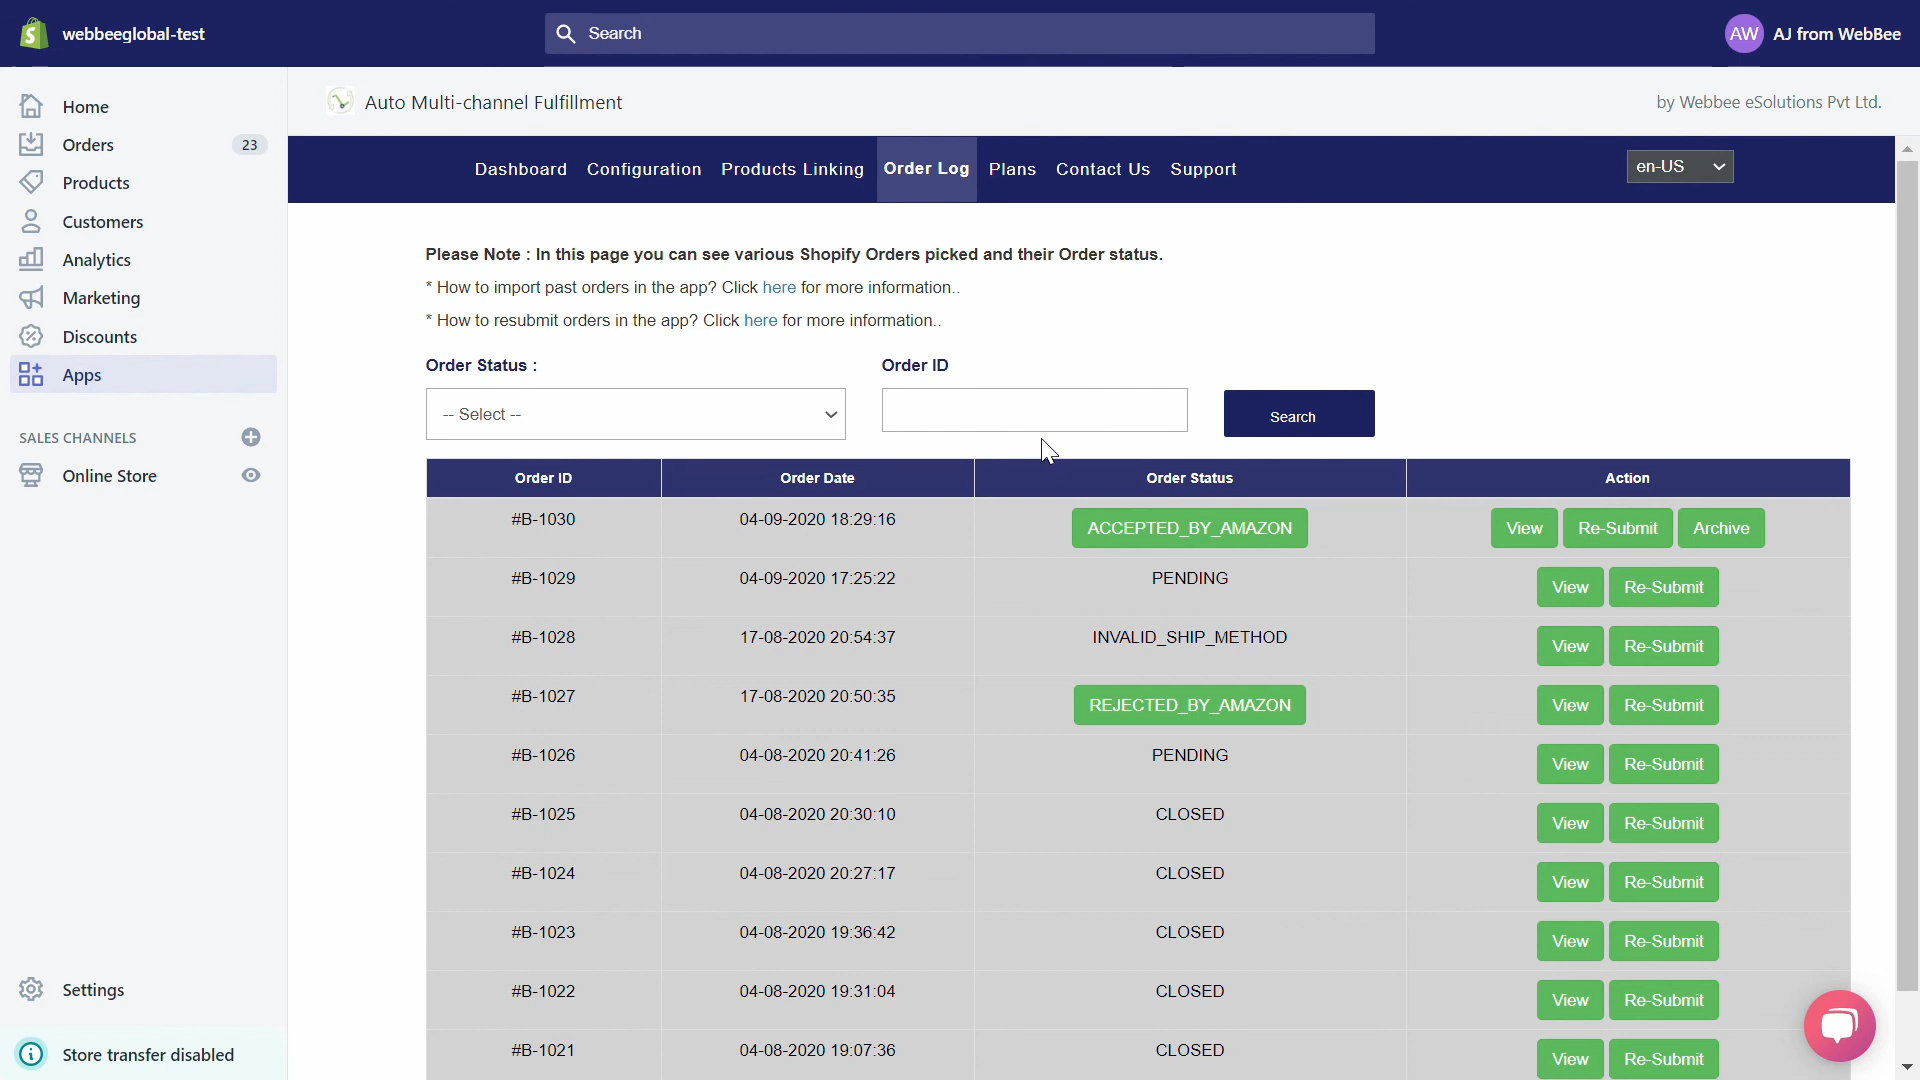 webbeeglobal-test
Search
AW AJ from WebBee
Home
Orders 23
Products
Customers
Analytics
Marketing
Discounts
Apps
SALES CHANNELS
Online Store
Settings
Store transfer disabled
Auto Multi-channel Fulfillment
by Webbee eSolutions Pvt Ltd.
Dashboard Configuration Products Linking Order Log Plans Contact Us Support en-US
Please Note : In this page you can see various Shopify Orders picked and their Order status.
* How to import past orders in the app? Click here for more information..
* How to resubmit orders in the app? Click here for more information..
Order Status : Order ID
-- Select -- Search
Order ID Order Date Order Status Action
#B-1030 04-09-2020 18:29:16 ACCEPTED_BY_AMAZON View Re-Submit Archive
#B-1029 04-09-2020 17:25:22 PENDING View Re-Submit
#B-1028 17-08-2020 20:54:37 INVALID_SHIP_METHOD View Re-Submit
#B-1027 17-08-2020 20:50:35 REJECTED_BY_AMAZON View Re-Submit
#B-1026 04-08-2020 20:41:26 PENDING View Re-Submit
#B-1025 04-08-2020 20:30:10 CLOSED View Re-Submit
#B-1024 04-08-2020 20:27:17 CLOSED View Re-Submit
#B-1023 04-08-2020 19:36:42 CLOSED View Re-Submit
#B-1022 04-08-2020 19:31:04 CLOSED View Re-Submit
#B-1021 04-08-2020 19:07:36 CLOSED View Re-Submit